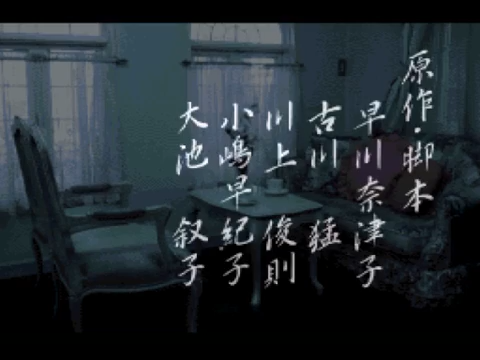 原作・脚本
早川奈津子
古川　猛
川上　俊則
小嶋早紀子
大池　叙子